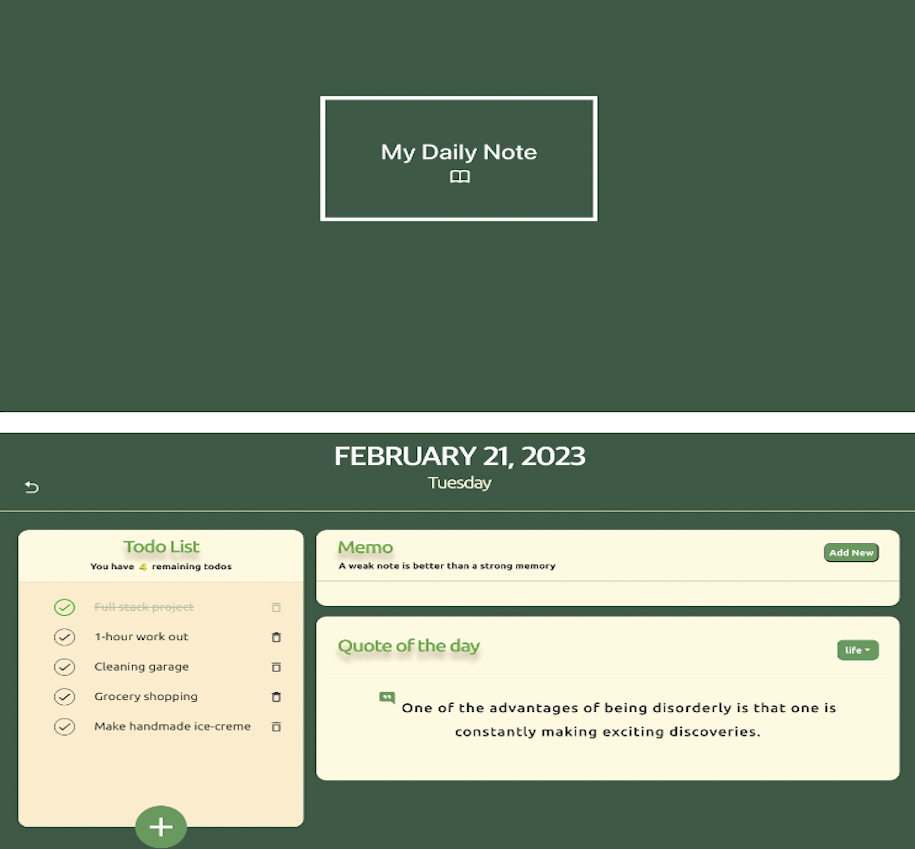 My Daily Note
FEBRUARY 21, 2023
Tuesday
Todo List
You have 4 remaining todos
Full stack project
1-hour work out
Cleaning garage
Grocery shopping
Make handmade ice-creme
Memo
A weak note is better than a strong memory
Add New
Quote of the day
life
One of the advantages of being disorderly is that one is
constantly making exciting discoveries.